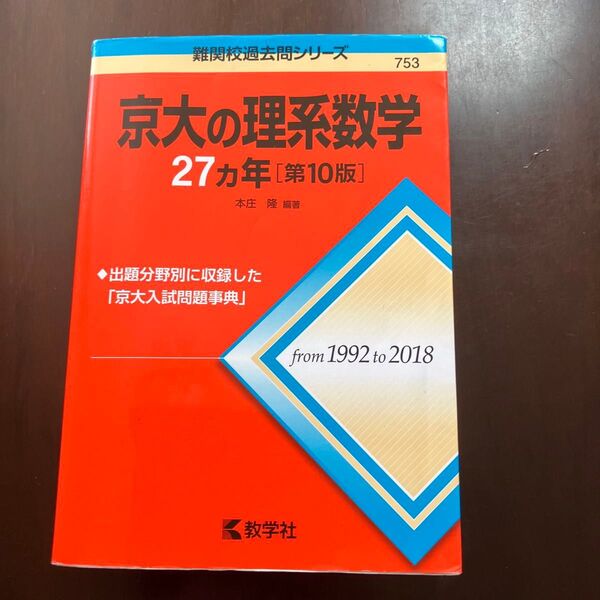 難関校過去問シリーズ
753
京大の理系数学
27ヵ年[第10版]
本庄 隆 編著
◆出題分野別に収録した
「京大入試問題事典」
from 1992 to 2018
教学社